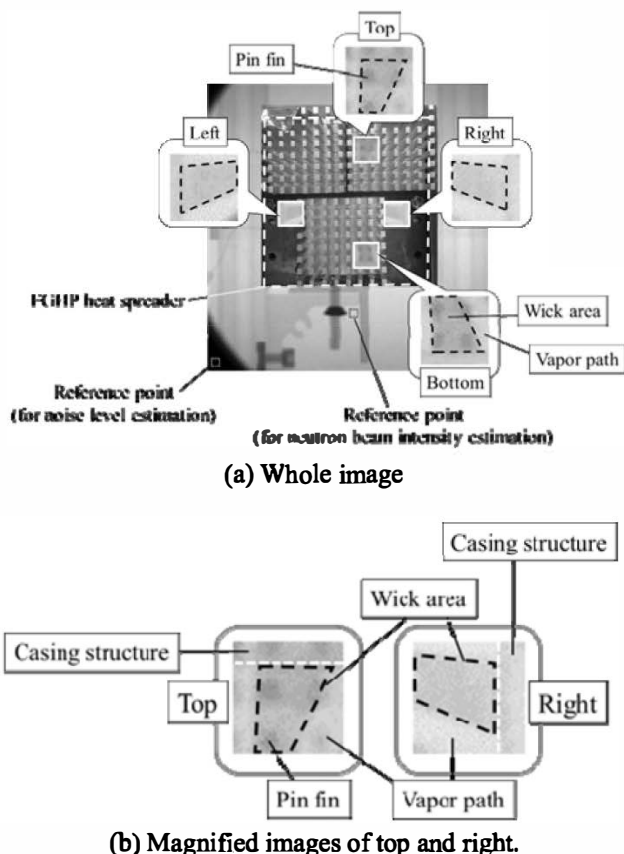 Top
Pin fin
Left
Right
FGHP heat spreader
Wick area
Vapor path
Bottom
Reference point
(for noise level estimation)
Reference point
(for neutron beam intensity estimation)
(a) Whole image
Casing structure
Wick area
Casing structure
Top
Right
Pin fin
Vapor path
(b) Magnified images of top and right.